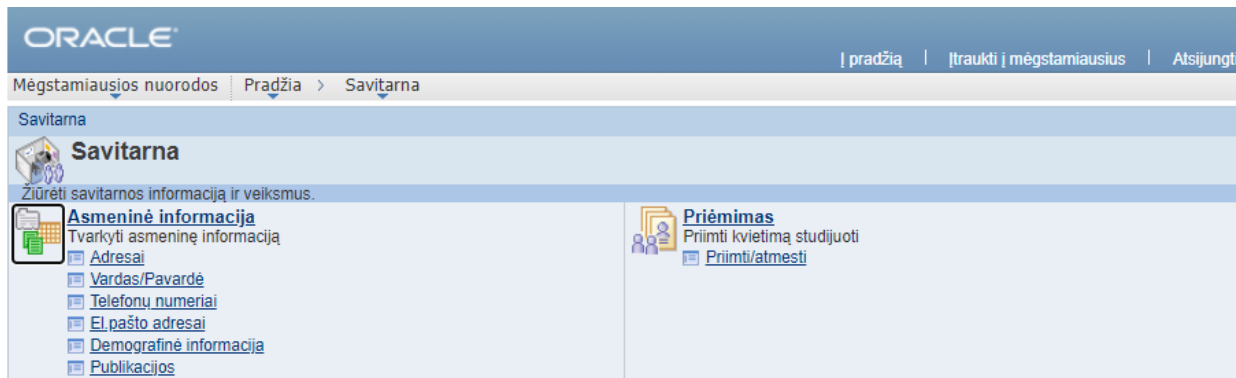 ORACLE
Į pradžią | Įtraukti į mėgstamiausius | Atsijungti
Mėgstamiausios nuorodos Pradžia > Savitarna
Savitarna
Savitarna
Žiūrėti savitarnos informaciją ir veiksmus.
Asmeninė informacija
Tvarkyti asmeninę informaciją
Adresai
Vardas/Pavardė
Telefonų numeriai
El.pašto adresai
Demografinė informacija
Publikacijos
Priėmimas
Priimti kvietimą studijuoti
Priimti/atmesti